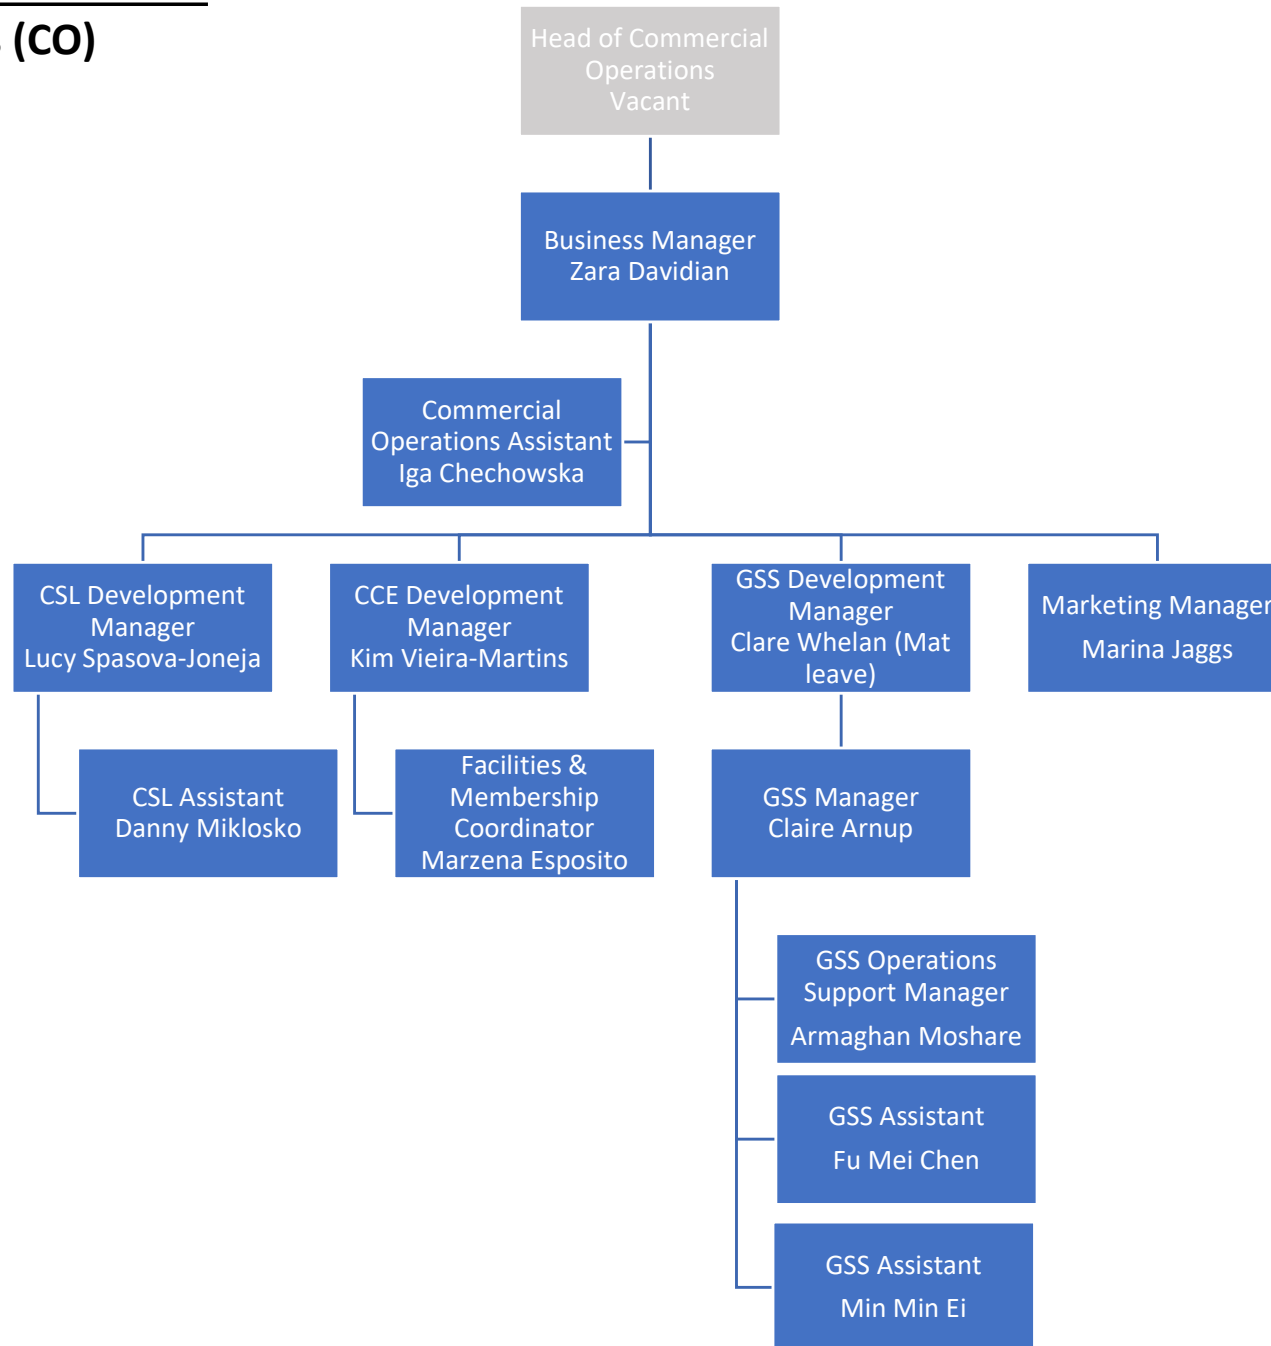 (CO)
Head of Commercial
Operations
Vacant
Business Manager
Zara Davidian
Commercial
Operations Assistant
Iga Chechowska
CSL Development
Manager
Lucy Spasova-Joneja
CCE Development
Manager
Kim Vieira-Martins
GSS Development
Manager
Clare Whelan (Mat
leave)
Marketing Manager
Marina Jaggs
CSL Assistant
Danny Miklosko
Facilities &
Membership
Coordinator
Marzena Esposito
GSS Manager
Claire Arnup
GSS Operations
Support Manager
Armaghan Moshare
GSS Assistant
Fu Mei Chen
GSS Assistant
Min Min Ei